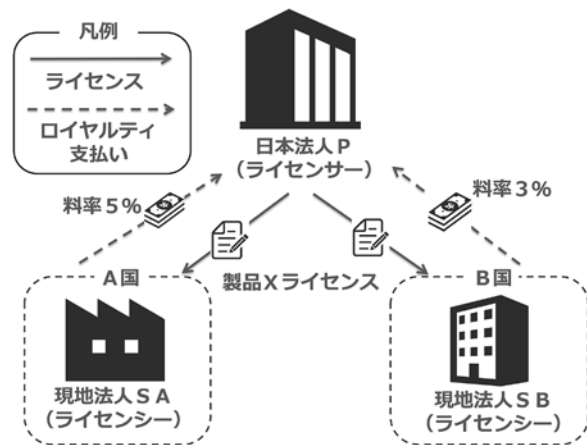 凡例
ライセンス
ロイヤルティ
支払い
日本法人Ｐ
（ライセンサー）
料率５％
料率３％
製品Ｘライセンス
Ａ国
Ｂ国
現地法人ＳＡ
（ライセンシー）
現地法人ＳＢ
（ライセンシー）